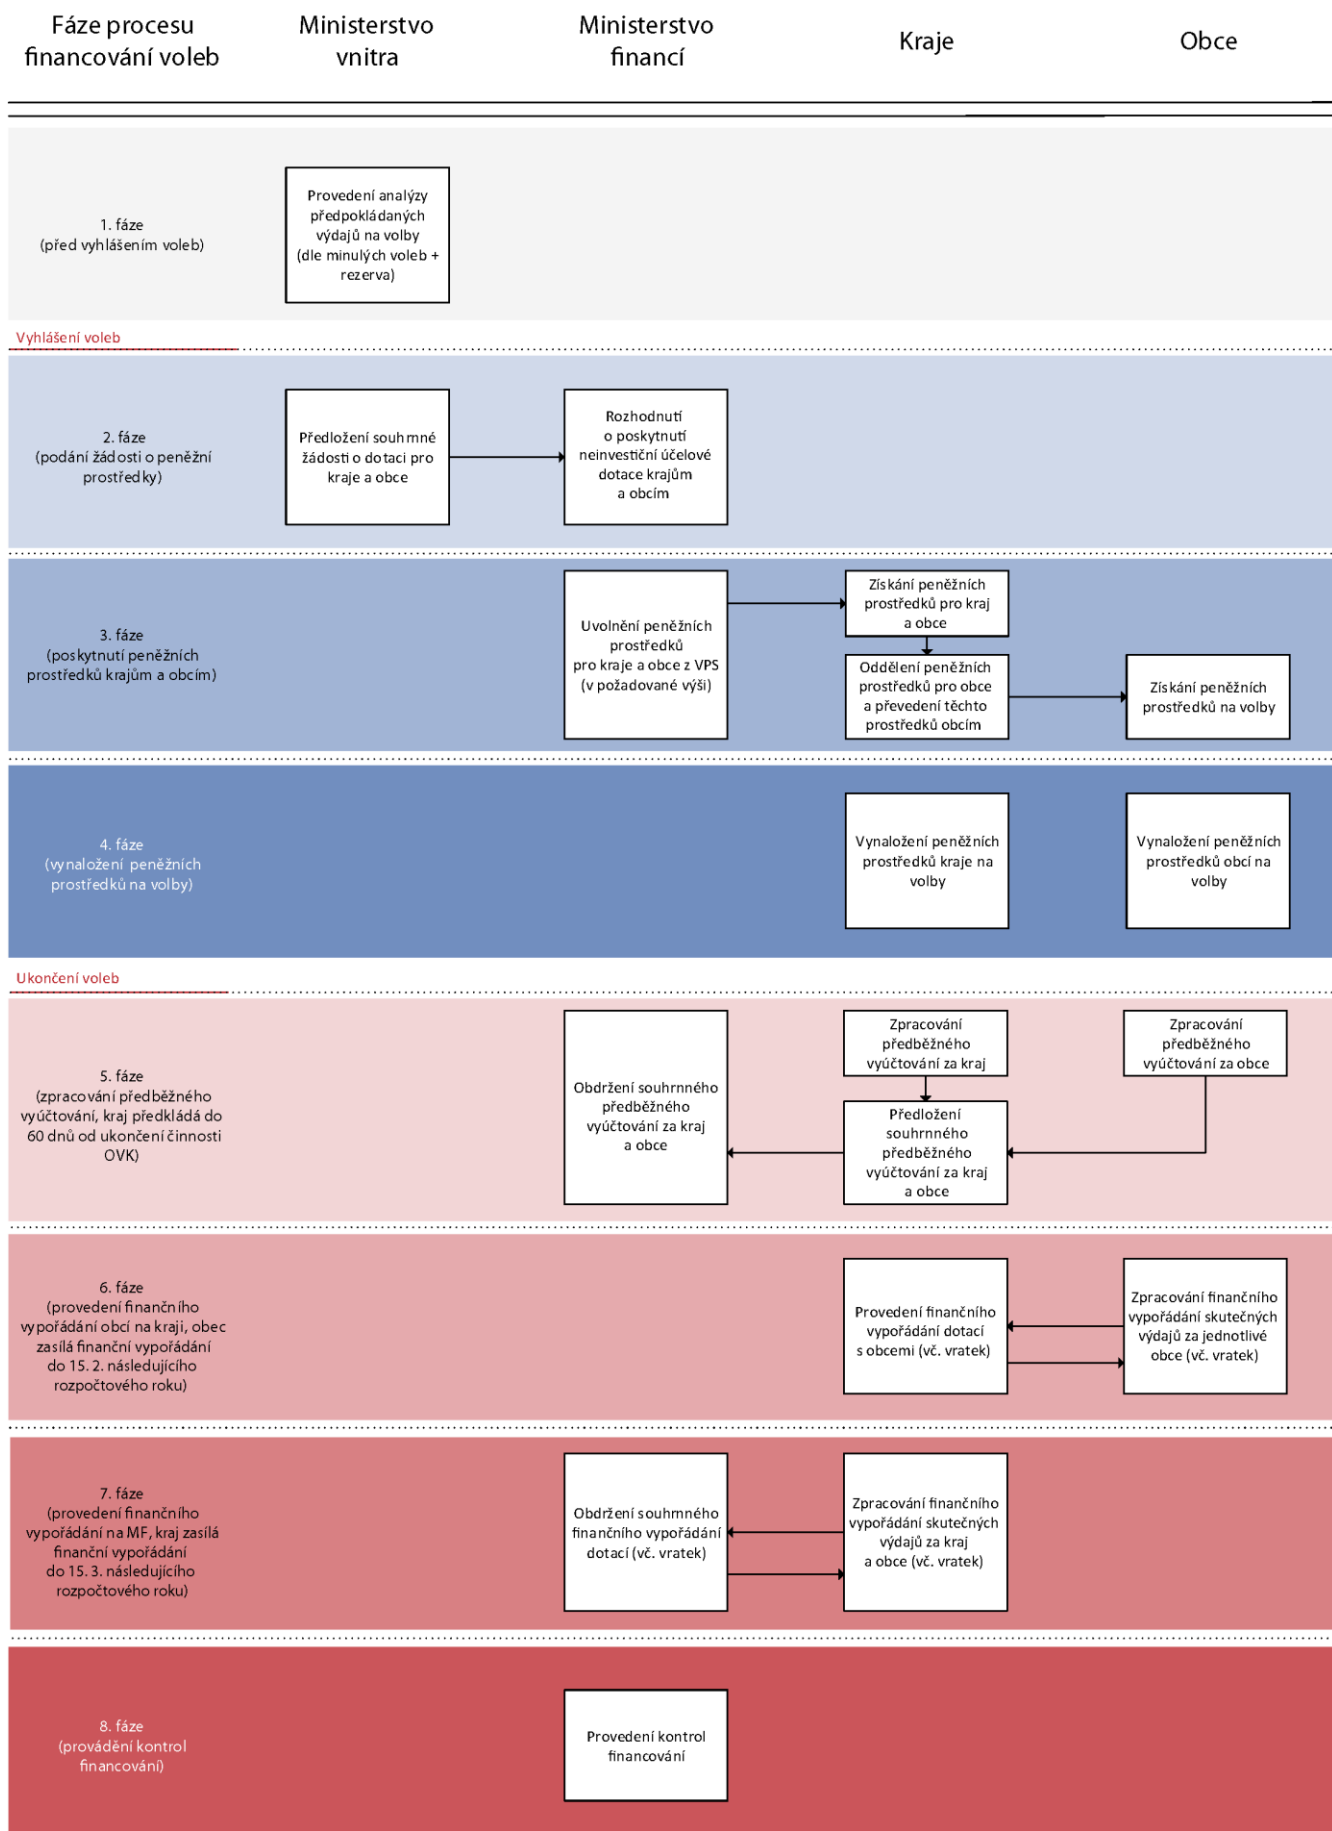 Fáze procesu
financování voleb
Ministerstvo
vnitra
Ministerstvo
financí
Kraje
Obce
1. fáze
(před vyhlášením voleb)
Provedení analýzy
předpokládaných
výdajů na volby
(dle minulých voleb +
rezerva)
Vyhlášení voleb
2. fáze
(podání žádosti o peněžní
prostředky)
Předložení souhrnné
žádosti o dotaci pro
kraje a obce
Rozhodnutí
o poskytnutí
neinvestiční účelové
dotace krajům
a obcím
3. fáze
(poskytnutí peněžních
prostředků krajům a obcím)
Uvolnění peněžních
prostředků
pro kraje a obce z VPS
(v požadované výši)
Získání peněžních
prostředků pro kraj
a obce
Oddělení peněžních
prostředků pro obce
a převedení těchto
prostředků obcím
Získání peněžních
prostředků na volby
4. fáze
(vynaložení peněžních
prostředků na volby)
Vynaložení peněžních
prostředků kraje na
volby
Vynaložení peněžních
prostředků obcí na
volby
Ukončení voleb
5. fáze
(zpracování předběžného
vyúčtování, kraj předkládá do
60 dnů od ukončení činnosti
OVK)
Obdržení souhrnného
předběžného
vyúčtování za kraj
a obce
Zpracování
předběžného
vyúčtování za kraj
Předložení
souhrnného
předběžného
vyúčtování za kraj
a obce
Zpracování
předběžného
vyúčtování za obce
6. fáze
(provedení finančního
vypořádání obcí na kraji, obec
zasílá finanční vypořádání
do 15. 2. následujícího
rozpočtového roku)
Provedení finančního
vypořádání dotací
s obcemi (vč. vratek)
Zpracování finančního
vypořádání skutečných
výdajů za jednotlivé
obce (vč. vratek)
7. fáze
(provedení finančního
vypořádání na MF, kraj zasílá
finanční vypořádání
do 15. 3. následujícího
rozpočtového roku)
Obdržení souhrnného
finančního vypořádání
dotací (vč. vratek)
Zpracování finančního
vypořádání skutečných
výdajů za kraj
a obce (vč. vratek)
8. fáze
(provádění kontrol
financování)
Provedení kontrol
financování